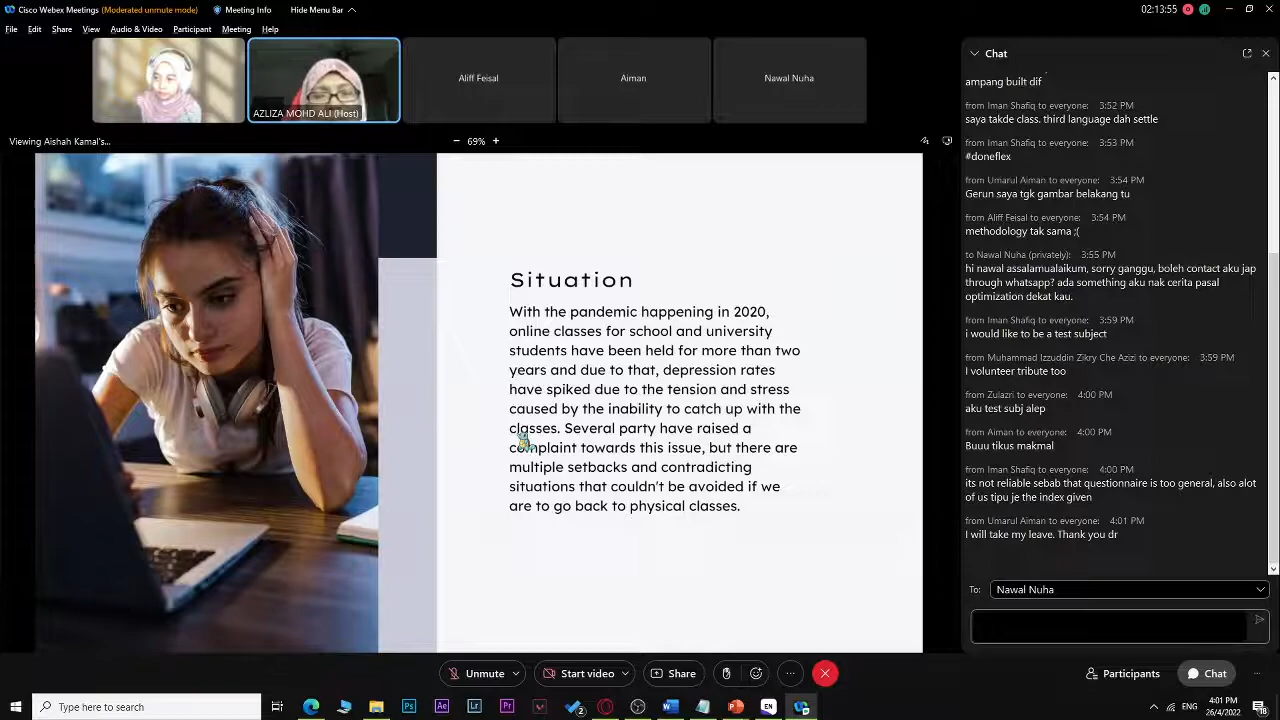 Cisco Webex Meetings (Moderated unmute mode)
Meeting Info
Hide Menu Bar
02:13:55
File Edit Share View Audio & Video Participant Meeting Help
AZLIZA MOHD ALI (Host)
Aliff Feisal
Aiman
Nawal Nuha
Viewing Aishah Kamal's...
69%
Situation
With the pandemic happening in 2020,
online classes for school and university
students have been held for more than two
years and due to that, depression rates
have spiked due to the tension and stress
caused by the inability to catch up with the
classes. Several party have raised a
complaint towards this issue, but there are
multiple setbacks and contradicting
situations that couldn't be avoided if we
are to go back to physical classes.
Chat
ampang built dif
from Iman Shafiq to everyone: 3:52 PM
saya takde class. third language dah settle
from Iman Shafiq to everyone: 3:53 PM
#doneflex
from Umarul Aiman to everyone: 3:54 PM
Gerun saya tgk gambar belakang tu
from Aliff Feisal to everyone: 3:54 PM
methodology tak sama ;(
to Nawal Nuha (privately): 3:55 PM
hi nawal assalamualaikum, sorry ganggu, boleh contact aku jap
through whatsapp? ada something aku nak cerita pasal
optimization dekat kau.
from Iman Shafiq to everyone: 3:59 PM
i would like to be a test subject
from Muhammad Izzuddin Zikry Che Azizi to everyone: 3:59 PM
I volunteer tribute too
from Zulazri to everyone: 4:00 PM
aku test subj alep
from Aiman to everyone: 4:00 PM
Buuu tikus makmal
from Iman Shafiq to everyone: 4:00 PM
its not reliable sebab that questionnaire is too general, also alot
of us tipu je the index given
from Umarul Aiman to everyone: 4:01 PM
I will take my leave. Thank you dr
To: Nawal Nuha
Unmute
Start video
Share
Participants
Chat
Type here to search
Ps Ae Lr Pr
2
EN
ENG
4:01 PM
26/4/2022
8